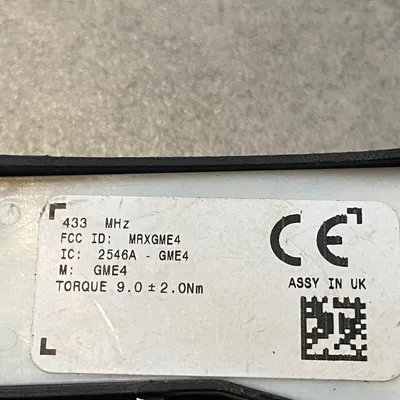 433 MHz
FCC ID: MRXGME4
IC: 2546A - GME4
M: GME4
TORQUE 9.0 ± 2.0Nm
CE
ASSY IN UK